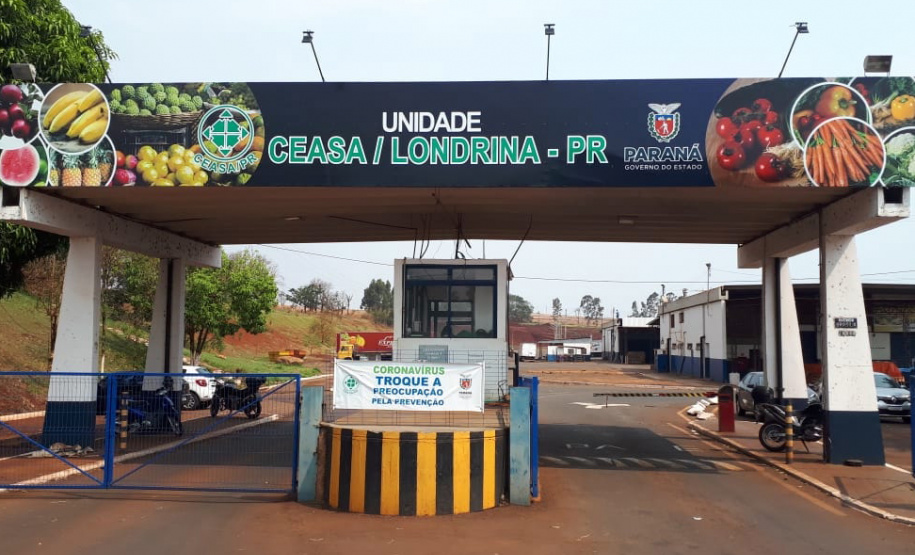 UNIDADE
CEASA / LONDRINA - PR
CEASA/PR
PARANÁ
GOVERNO DO ESTADO
CORONAVÍRUS
TROQUE A
PREOCUPAÇÃO
PELA PREVENÇÃO